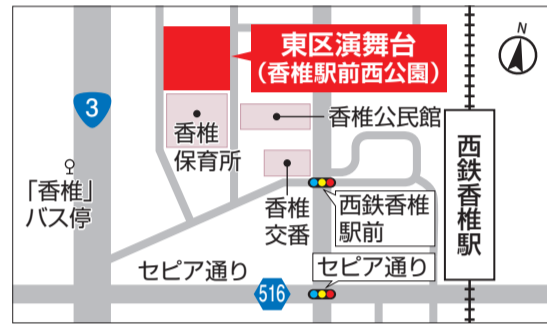 東区演舞台
(香椎駅前西公園)
N
3
香椎
保育所
香椎公民館
「香椎」
バス停
香椎
交番
西鉄香椎
駅前
西鉄香椎駅
セピア通り
セピア通り
516